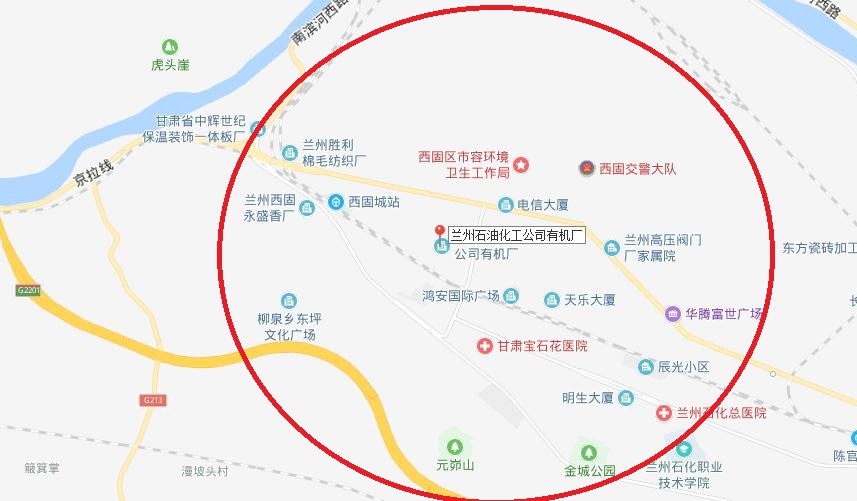 南滨河西路
河西路
虎头崖
甘肃省中辉世纪
保温装饰一体板厂
兰州胜利
棉毛纺织厂
西固区市容环境
卫生工作局
西固交警大队
京拉线
兰州西固
永盛香厂
西固城站
电信大厦
兰州石油化工公司有机厂
公司有机厂
兰州高压阀门
厂家属院
东方瓷砖加工
G2201
鸿安国际广场
天乐大厦
华腾富世广场
柳泉乡东坪
文化广场
甘肃宝石花医院
辰光小区
G213
明生大厦
兰州石化总医院
元峁山
金城公园
兰州石化职业
技术学院
陈官
簸箕掌
漫坡头村